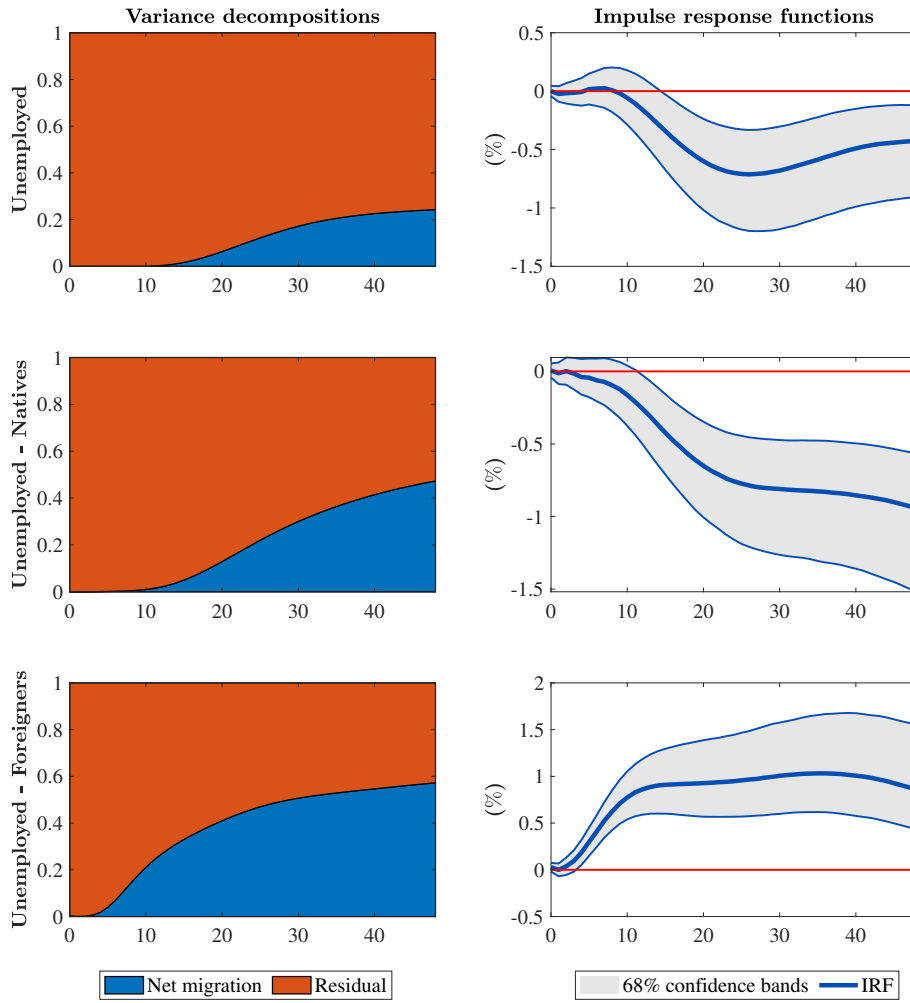 Variance decompositions
Impulse response functions
Unemployed
1
0.8
0.6
0.4
0.2
0
0 10 20 30 40
(%)
0.5
0
-0.5
-1
-1.5
0 10 20 30 40
Unemployed - Natives
1
0.8
0.6
0.4
0.2
0
0 10 20 30 40
(%)
0
-0.5
-1
-1.5
0 10 20 30 40
Unemployed - Foreigners
1
0.8
0.6
0.4
0.2
0
0 10 20 30 40
(%)
2
1.5
1
0.5
0
-0.5
0 10 20 30 40
Net migration Residual
68% confidence bands IRF